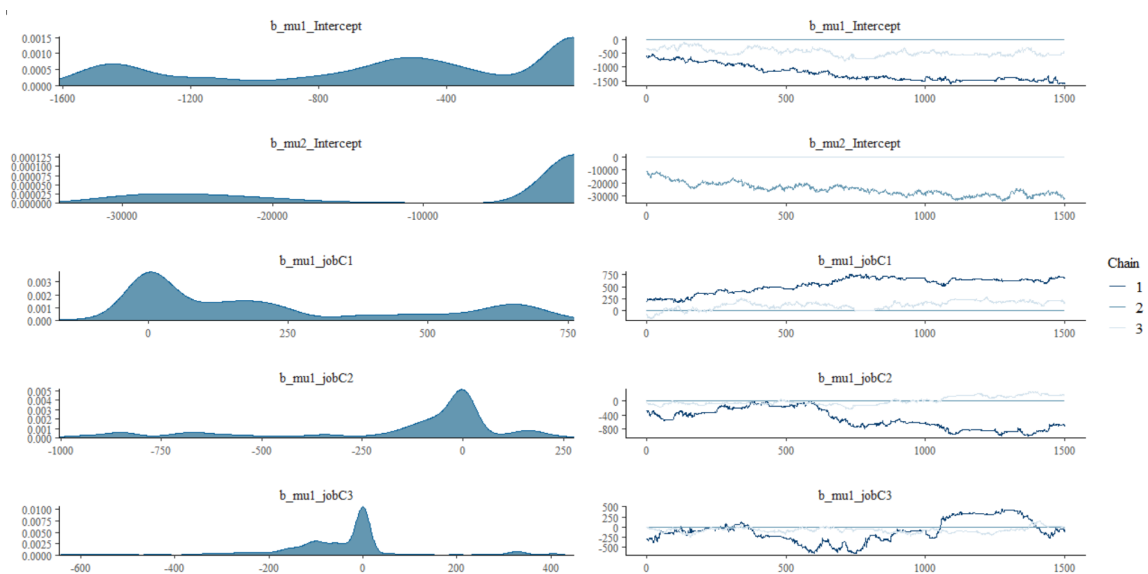 b_mu1_Intercept
0.0015
0.0010
0.0005
0.0000
-1600 -1200 -800 -400
b_mu1_Intercept
0
-500
-1000
-1500
0 500 1000 1500
b_mu2_Intercept
0.000125
0.000100
0.000075
0.000050
0.000025
0.000000
-30000 -20000 -10000
b_mu2_Intercept
0
-10000
-20000
-30000
0 500 1000 1500
b_mu1_jobC1
0.003
0.002
0.001
0.000
0 250 500 750
b_mu1_jobC1
750
500
250
0
0 500 1000 1500
Chain
1
2
3
b_mu1_jobC2
0.005
0.004
0.003
0.002
0.001
0.000
-1000 -750 -500 -250 0 250
b_mu1_jobC2
0
-400
-800
0 500 1000 1500
b_mu1_jobC3
0.0100
0.0075
0.0050
0.0025
0.0000
-600 -400 -200 0 200 400
b_mu1_jobC3
500
250
0
-250
-500
0 500 1000 1500